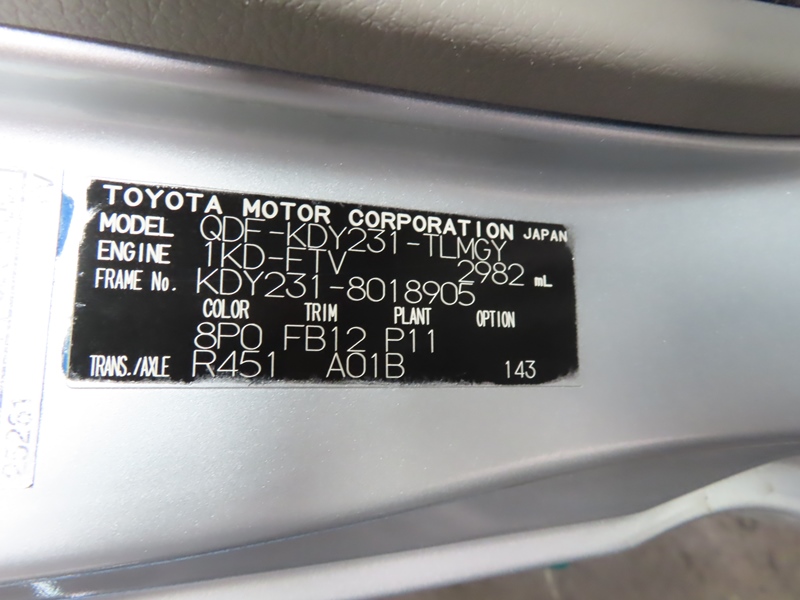 TOYOTA MOTOR CORPORATION JAPAN
MODEL QDF-KDY231-TLMGY
ENGINE 1KD-FTV 2982 mL
FRAME No. KDY231-8018905
COLOR TRIM PLANT OPTION
8P0 FB12 P11
TRANS./AXLE R451 A01B 143